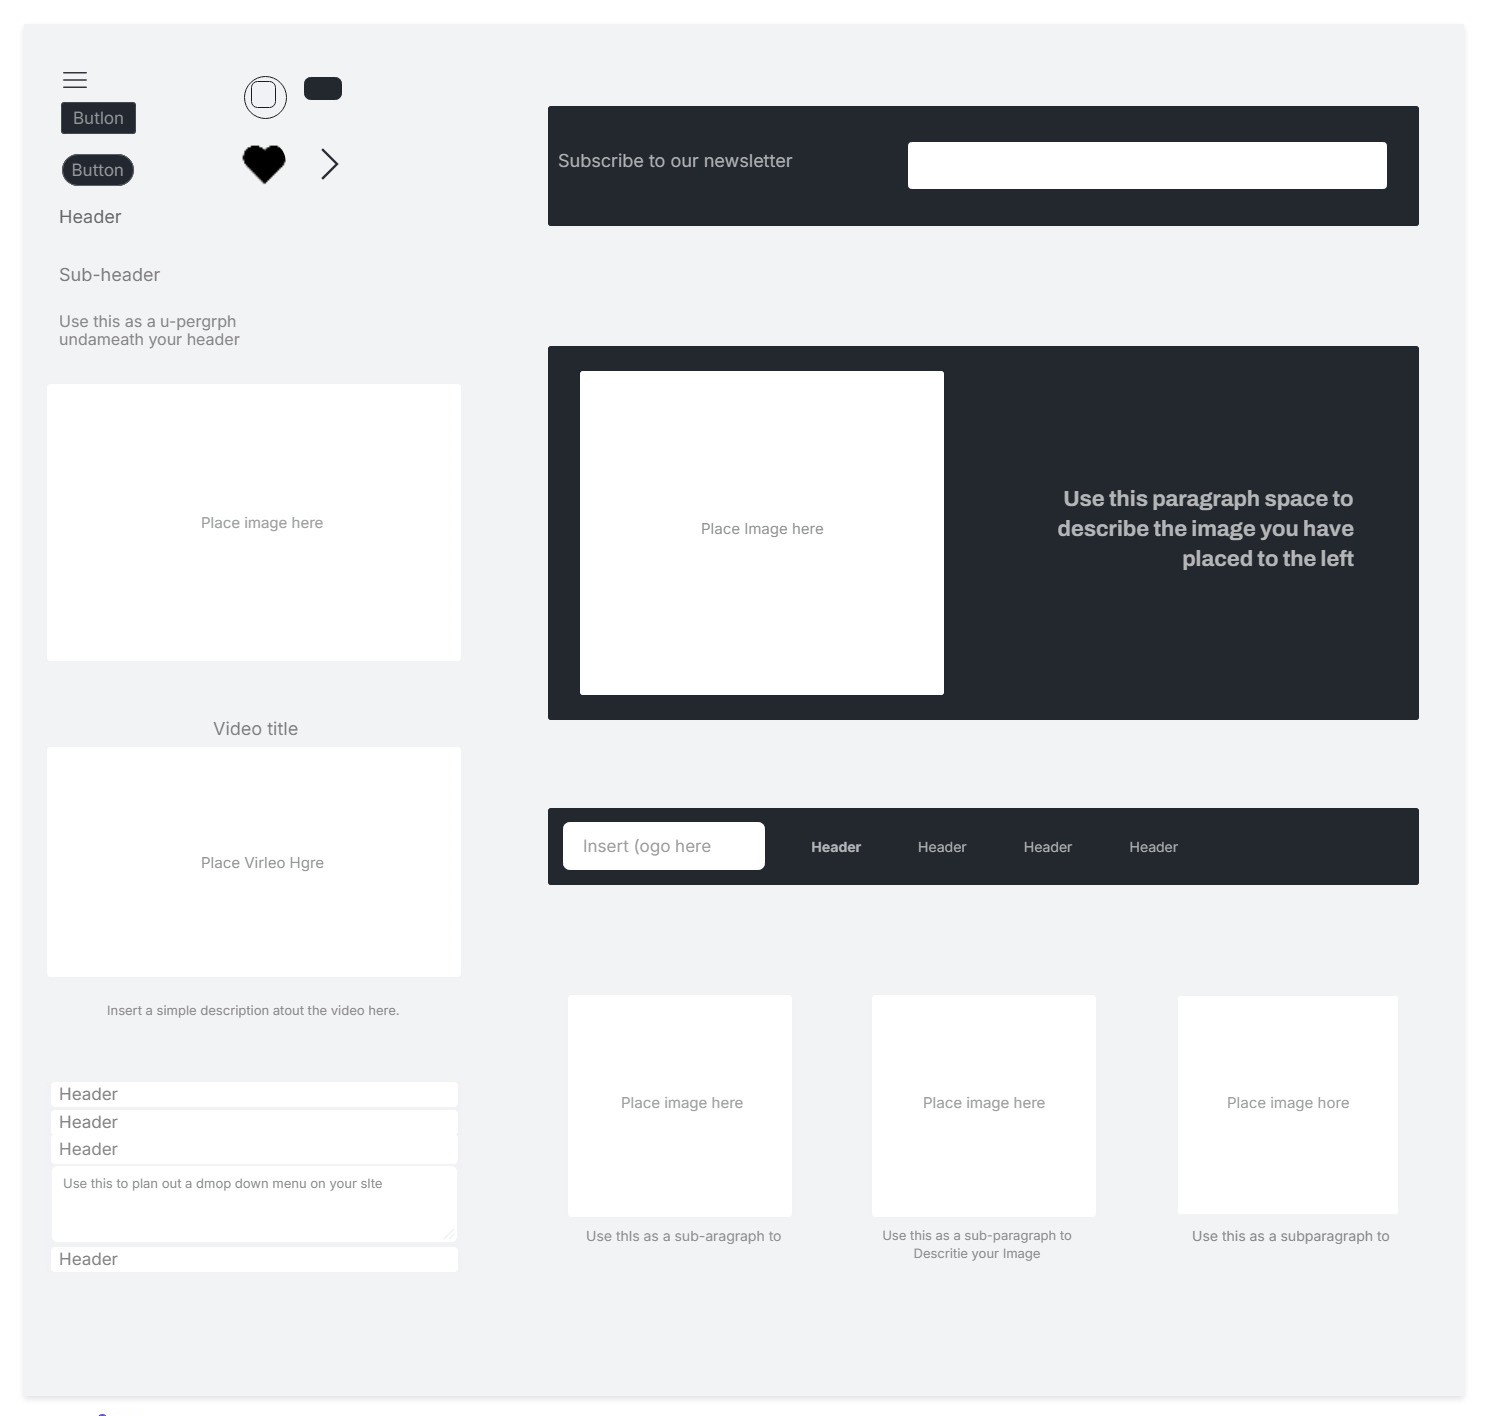 Butlon
Button
Header
Sub-header
Use this as a u-pergrph
undameath your header
Place image here
Video title
Place Virleo Hgre
Insert a simple description atout the video here.
Header
Header
Header
Use this to plan out a dmop down menu on your slte
Header
Subscribe to our newsletter
Place Image here
Use this paragraph space to
describe the image you have
placed to the left
Insert (ogo here
Header
Header
Header
Header
Place image here
Place image here
Place image hore
Use thls as a sub-aragraph to
Use this as a sub-paragraph to
Descritie your Image
Use this as a subparagraph to